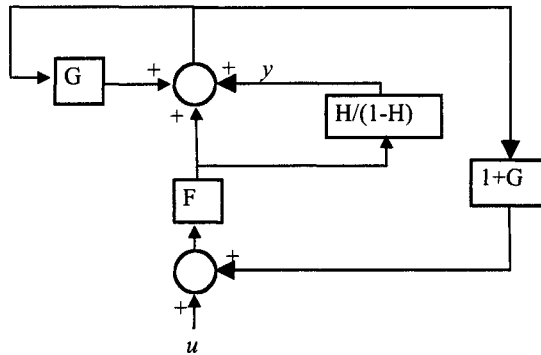 G
+
+
y
+
H/(1-H)
F
1+G
+
+
u